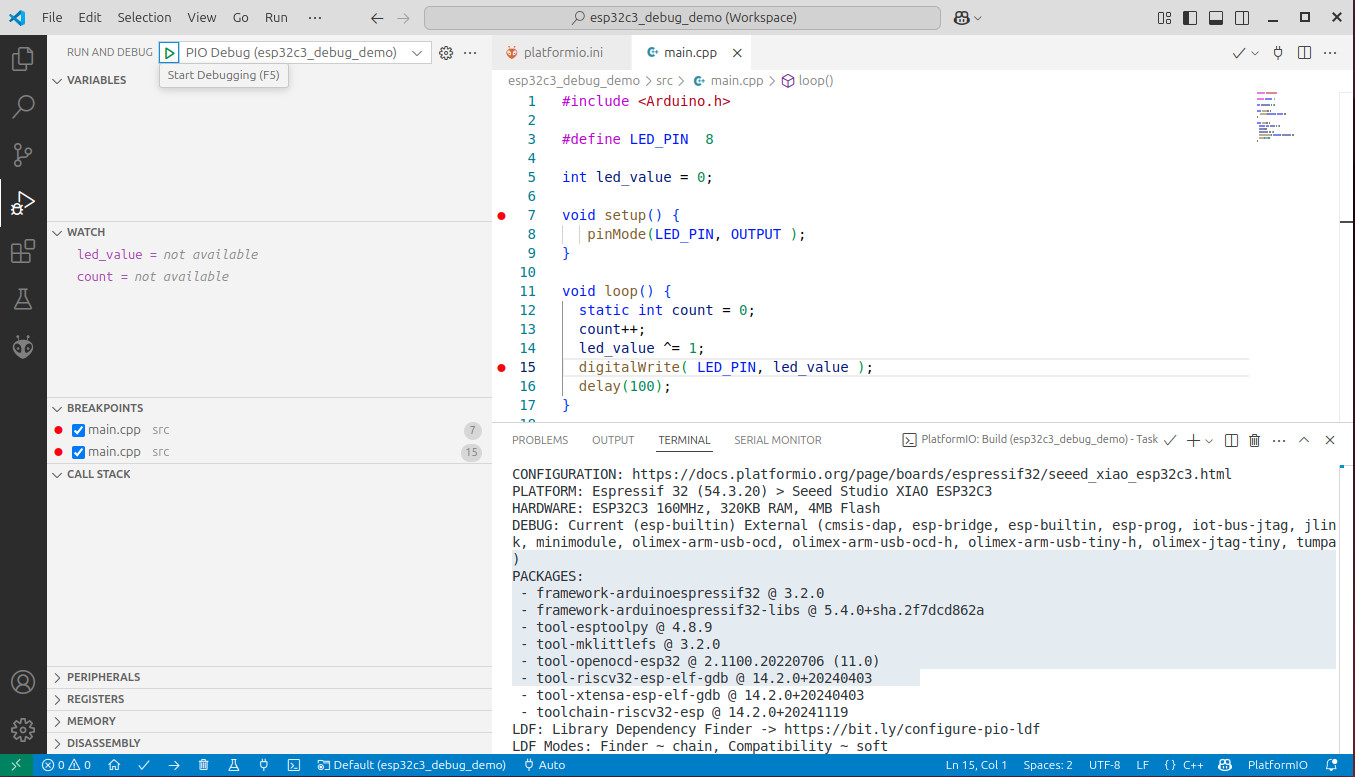 File Edit Selection View Go Run ··· esp32c3_debug_demo (Workspace)
RUN AND DEBUG PIO Debug (esp32c3_debug_demo) ···
Start Debugging (F5)
VARIABLES
WATCH
led_value = not available
count = not available
BREAKPOINTS
main.cpp src 7
main.cpp src 15
CALL STACK
PERIPHERALS
REGISTERS
MEMORY
DISASSEMBLY
platformio.ini main.cpp
esp32c3_debug_demo > src > main.cpp > loop()
1 #include <Arduino.h>
2
3 #define LED_PIN  8
4
5 int led_value = 0;
6
7 void setup() {
8    pinMode(LED_PIN, OUTPUT );
9 }
10
11 void loop() {
12   static int count = 0;
13   count++;
14   led_value ^= 1;
15   digitalWrite( LED_PIN, led_value );
16   delay(100);
17 }
PROBLEMS OUTPUT TERMINAL SERIAL MONITOR PlatformIO: Build (esp32c3_debug_demo) - Task
CONFIGURATION: https://docs.platformio.org/page/boards/espressif32/seeed_xiao_esp32c3.html
PLATFORM: Espressif 32 (54.3.20) > Seeed Studio XIAO ESP32C3
HARDWARE: ESP32C3 160MHz, 320KB RAM, 4MB Flash
DEBUG: Current (esp-builtin) External (cmsis-dap, esp-bridge, esp-builtin, esp-prog, iot-bus-jtag, jlin
k, minimodule, olimex-arm-usb-ocd, olimex-arm-usb-ocd-h, olimex-arm-usb-tiny-h, olimex-jtag-tiny, tumpa
)
PACKAGES:
 - framework-arduinoespressif32 @ 3.2.0
 - framework-arduinoespressif32-libs @ 5.4.0+sha.2f7dcd862a
 - tool-esptoolpy @ 4.8.9
 - tool-mklittlefs @ 3.2.0
 - tool-openocd-esp32 @ 2.1100.20220706 (11.0)
 - tool-riscv32-esp-elf-gdb @ 14.2.0+20240403
 - tool-xtensa-esp-elf-gdb @ 14.2.0+20240403
 - toolchain-riscv32-esp @ 14.2.0+20241119
LDF: Library Dependency Finder -> https://bit.ly/configure-pio-ldf
LDF Modes: Finder ~ chain, Compatibility ~ soft
0 0 Default (esp32c3_debug_demo) Auto Ln 15, Col 1 Spaces: 2 UTF-8 LF {} C++ PlatformIO